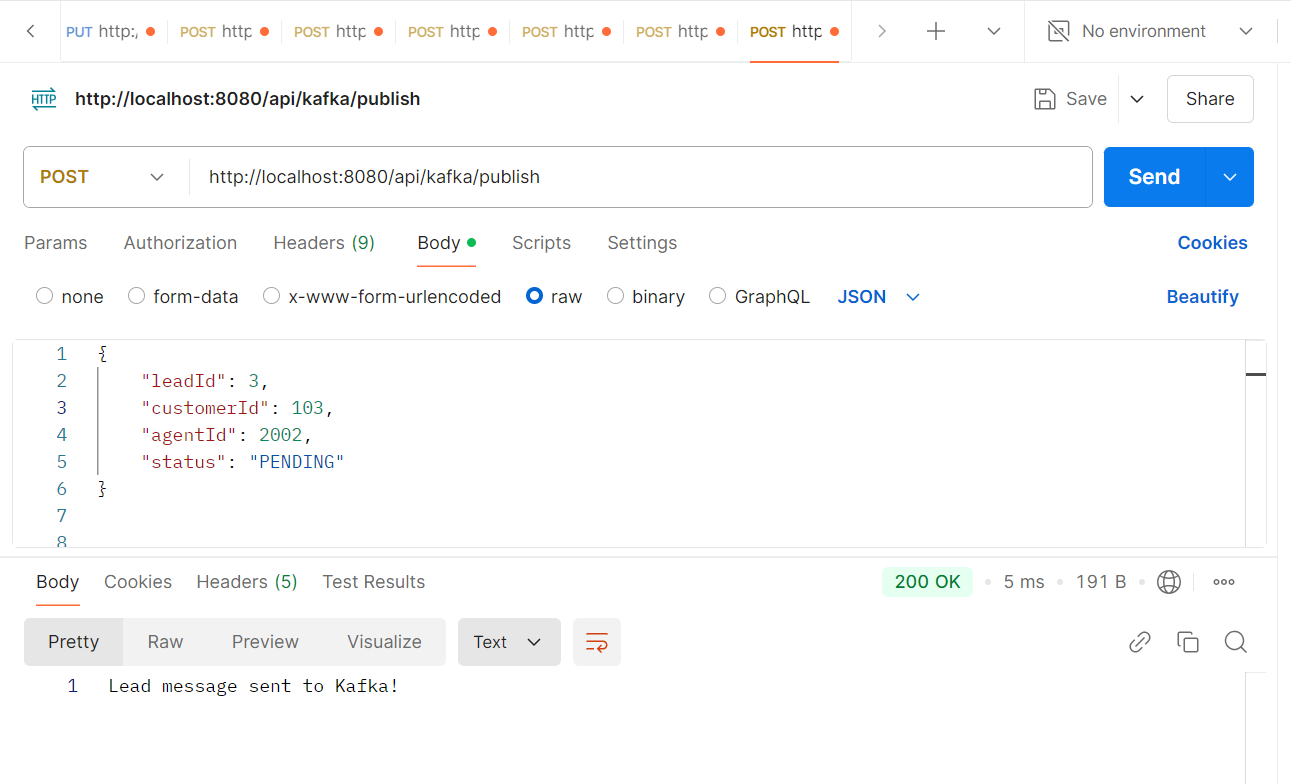 PUT http:/ POST http POST http POST http POST http POST http POST http No environment
HTTP http://localhost:8080/api/kafka/publish Save Share
POST http://localhost:8080/api/kafka/publish Send
Params Authorization Headers (9) Body Scripts Settings Cookies
none form-data x-www-form-urlencoded raw binary GraphQL JSON Beautify
1 {
2 "leadId": 3,
3 "customerId": 103,
4 "agentId": 2002,
5 "status": "PENDING"
6 }
7
8
Body Cookies Headers (5) Test Results 200 OK 5 ms 191 B
Pretty Raw Preview Visualize Text
1 Lead message sent to Kafka!